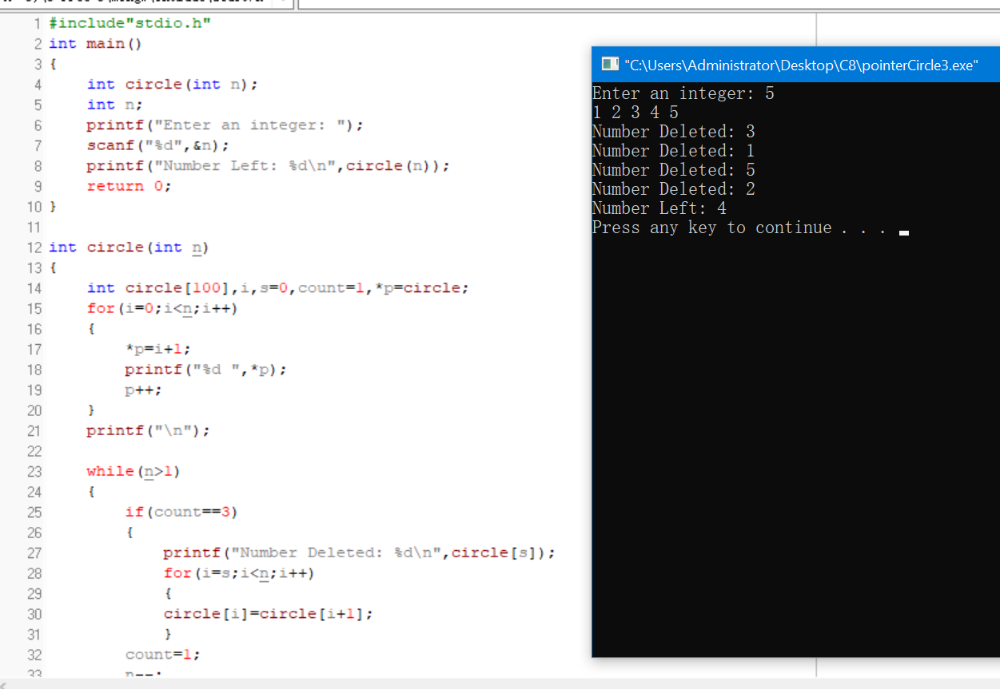 1 #include"stdio.h"
2 int main()
3 {
4 int circle(int n);
5 int n;
6 printf("Enter an integer: ");
7 scanf("%d",&n);
8 printf("Number Left: %d\n",circle(n));
9 return 0;
10 }
11
12 int circle(int n)
13 {
14 int circle[100],i,s=0,count=1,*p=circle;
15 for(i=0;i<n;i++)
16 {
17 *p=i+1;
18 printf("%d ",*p);
19 p++;
20 }
21 printf("\n");
22
23 while(n>1)
24 {
25 if(count==3)
26 {
27 printf("Number Deleted: %d\n",circle[s]);
28 for(i=s;i<n;i++)
29 {
30 circle[i]=circle[i+1];
31 }
32 count=1;
33 n--;
"C:\Users\Administrator\Desktop\C8\pointerCircle3.exe"
Enter an integer: 5
1 2 3 4 5
Number Deleted: 3
Number Deleted: 1
Number Deleted: 5
Number Deleted: 2
Number Left: 4
Press any key to continue . . .